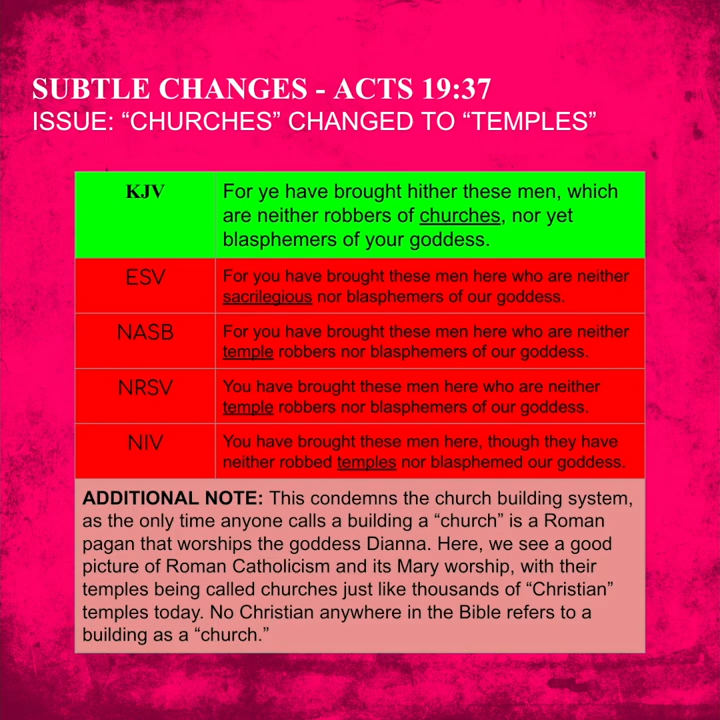 SUBTLE CHANGES - ACTS 19:37
ISSUE: “CHURCHES” CHANGED TO “TEMPLES”
KJV
For ye have brought hither these men, which
are neither robbers of churches, nor yet
blasphemers of your goddess.
ESV
For you have brought these men here who are neither
sacrilegious nor blasphemers of our goddess.
NASB
For you have brought these men here who are neither
temple robbers nor blasphemers of our goddess.
NRSV
You have brought these men here who are neither
temple robbers nor blasphemers of our goddess.
NIV
You have brought these men here, though they have
neither robbed temples nor blasphemed our goddess.
ADDITIONAL NOTE: This condemns the church building system,
as the only time anyone calls a building a “church” is a Roman
pagan that worships the goddess Dianna. Here, we see a good
picture of Roman Catholicism and its Mary worship, with their
temples being called churches just like thousands of “Christian”
temples today. No Christian anywhere in the Bible refers to a
building as a “church.”